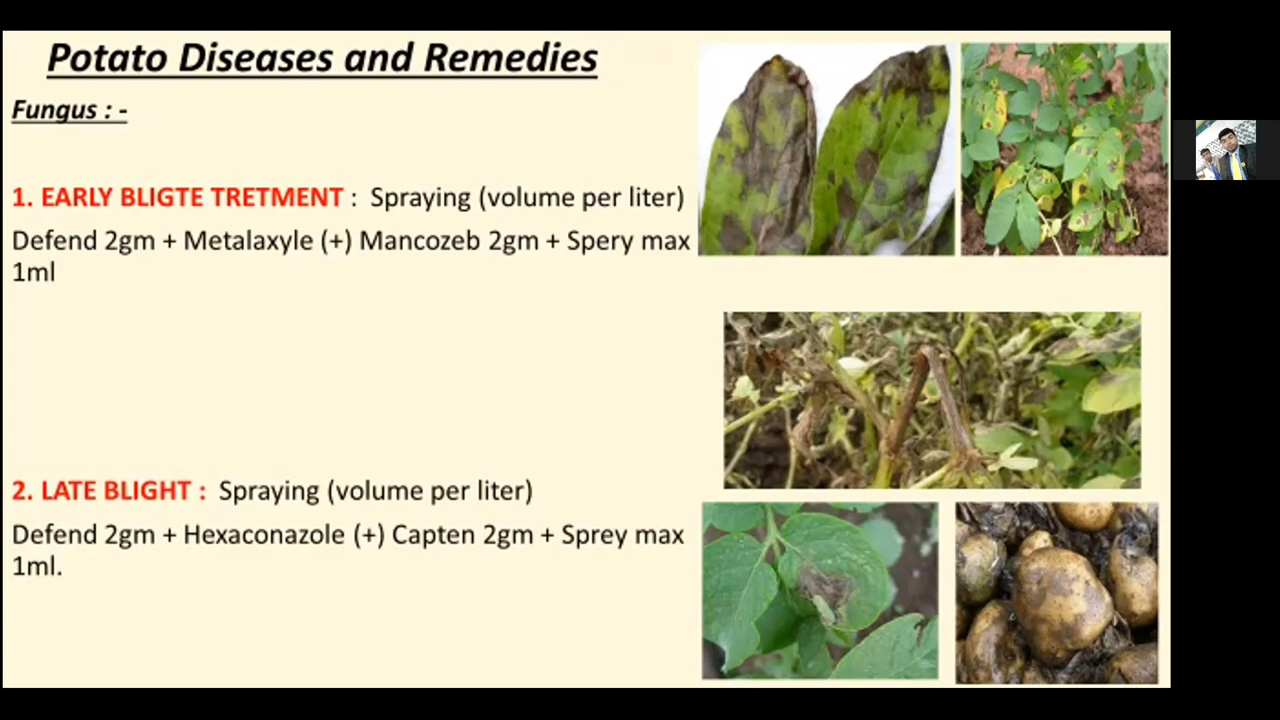 Potato Diseases and Remedies
Fungus : -
1. EARLY BLIGTE TRETMENT : Spraying (volume per liter)
Defend 2gm + Metalaxyle (+) Mancozeb 2gm + Spery max
1ml
2. LATE BLIGHT : Spraying (volume per liter)
Defend 2gm + Hexaconazole (+) Capten 2gm + Sprey max
1ml.